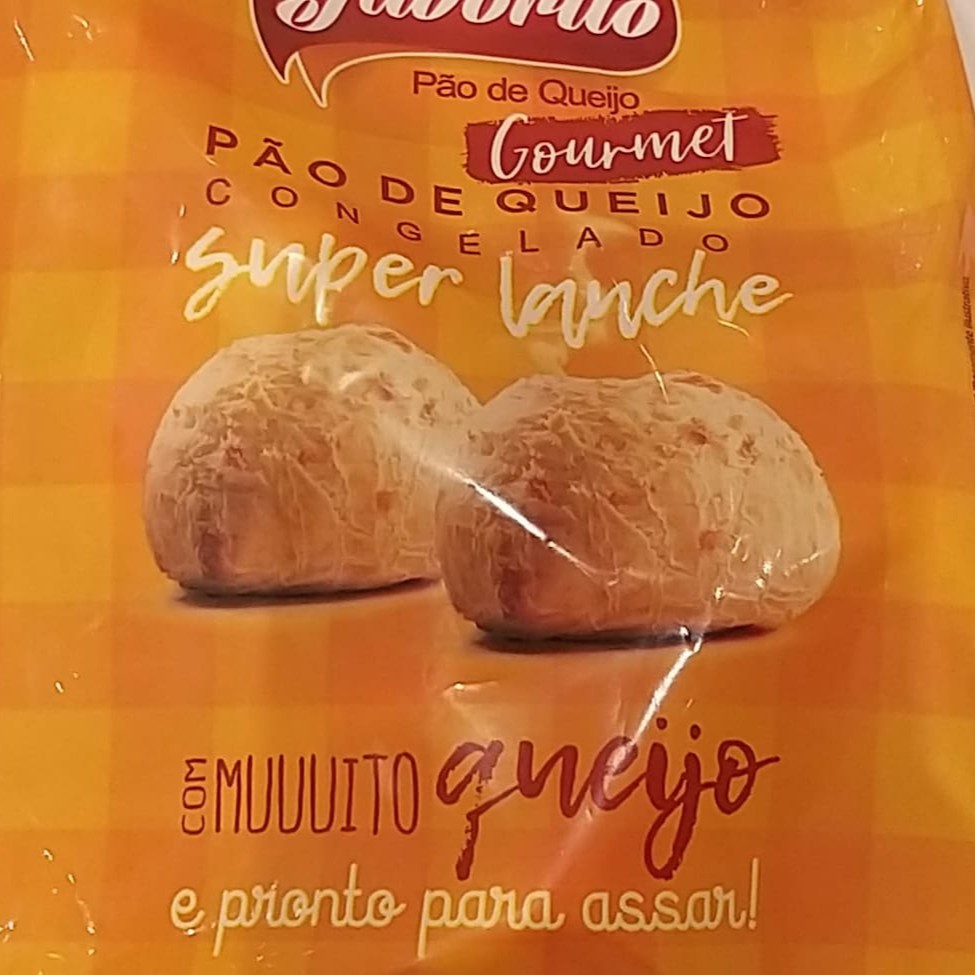 Pão de Queijo
Gourmet
PÃO DE QUEIJO
CONGELADO
super lanche
COM MUUUITO queijo
e pronto para assar!